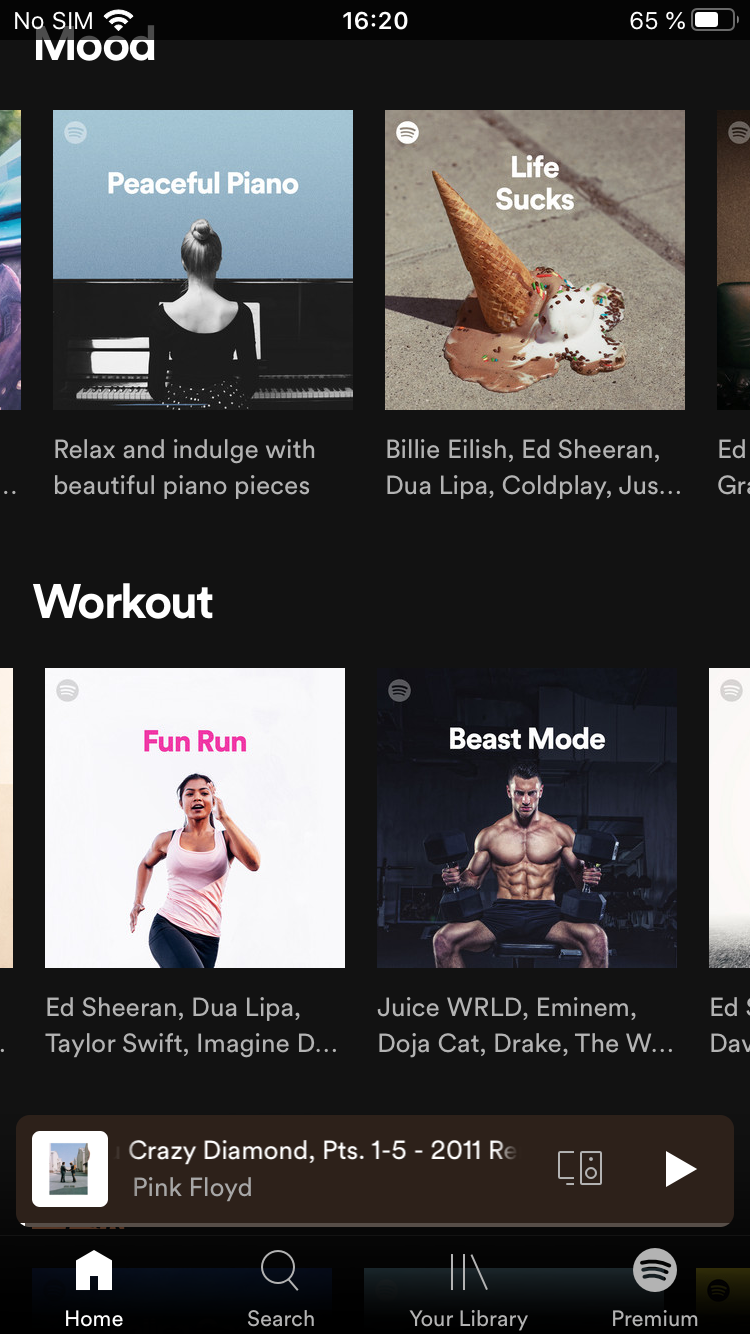 No SIM 16:20 65 %
Mood
Peaceful Piano
Life
Sucks
Relax and indulge with
beautiful piano pieces
Billie Eilish, Ed Sheeran,
Dua Lipa, Coldplay, Jus...
Ed
Gra
Workout
Fun Run
Beast Mode
Ed Sheeran, Dua Lipa,
Taylor Swift, Imagine D...
Juice WRLD, Eminem,
Doja Cat, Drake, The W...
Ed S
Dav
Crazy Diamond, Pts. 1-5 - 2011 Re
Pink Floyd
Home
Search
Your Library
Premium